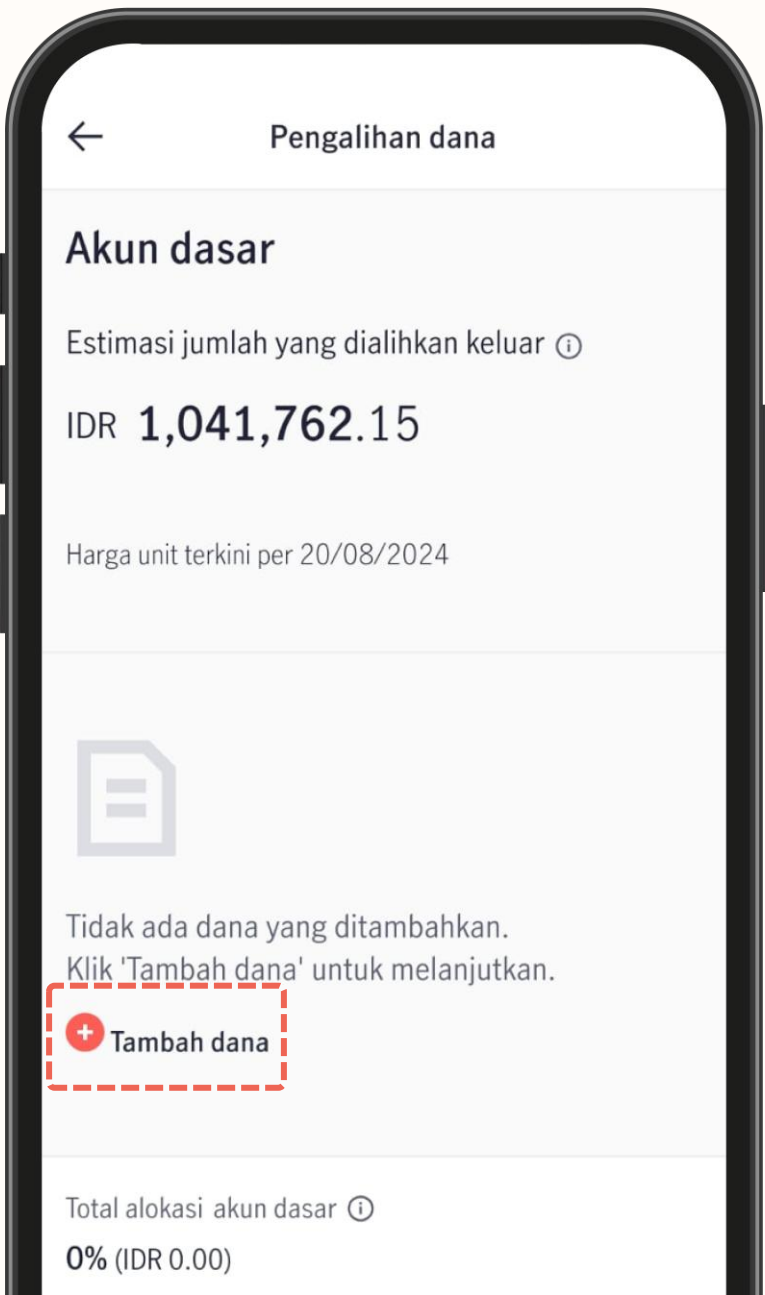 Pengalihan dana
Akun dasar
Estimasi jumlah yang dialihkan keluar
IDR 1,041,762.15
Harga unit terkini per 20/08/2024
Tidak ada dana yang ditambahkan.
Klik 'Tambah dana' untuk melanjutkan.
Tambah dana
Total alokasi akun dasar
0% (IDR 0.00)